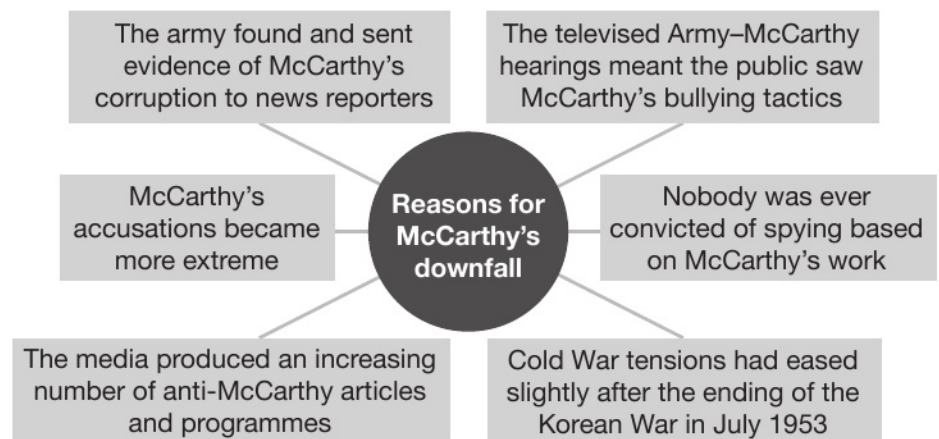 The army found and sent
evidence of McCarthy's
corruption to news reporters
The televised Army–McCarthy
hearings meant the public saw
McCarthy's bullying tactics
McCarthy's
accusations became
more extreme
Reasons for
McCarthy's
downfall
Nobody was ever
convicted of spying based
on McCarthy's work
The media produced an increasing
number of anti-McCarthy articles
and programmes
Cold War tensions had eased
slightly after the ending of the
Korean War in July 1953